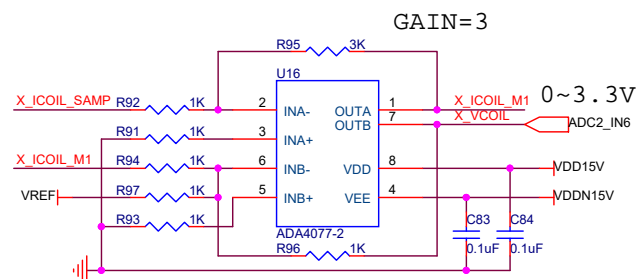 GAIN=3
R95 3K
U16
X_ICOIL_SAMP R92 1K 2 INA- OUTA 1 X_ICOIL_M1 0~3.3V
R91 1K 3 INA+ OUTB 7 X_VCOIL ADC2_IN6
X_ICOIL_M1 R94 1K 6 INB- VDD 8 VDD15V
VREF R97 1K 5 INB+ VEE 4 VDDN15V
R93 1K ADA4077-2 C83 C84
R96 1K 0.1uF 0.1uF